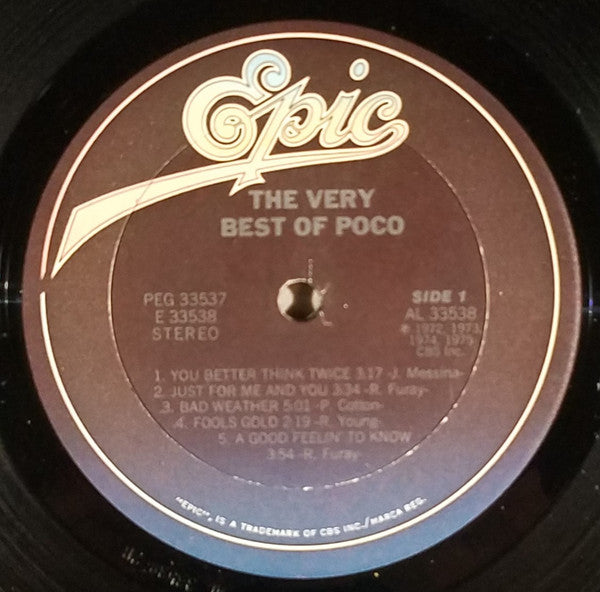 Epic
THE VERY
BEST OF POCO
PEG 33537
E 33538
STEREO
SIDE 1
AL 33538
℗ 1972, 1973,
1974, 1975
CBS Inc.
1. YOU BETTER THINK TWICE 3:17 -J. Messina-
2. JUST FOR ME AND YOU 3:34 -R. Furay-
3. BAD WEATHER 5:01 -P. Cotton-
4. FOOLS GOLD 2:19 -R. Young-
5. A GOOD FEELIN' TO KNOW
3:54 -R. Furay-
"EPIC", IS A TRADEMARK OF CBS INC./MARCA REG.